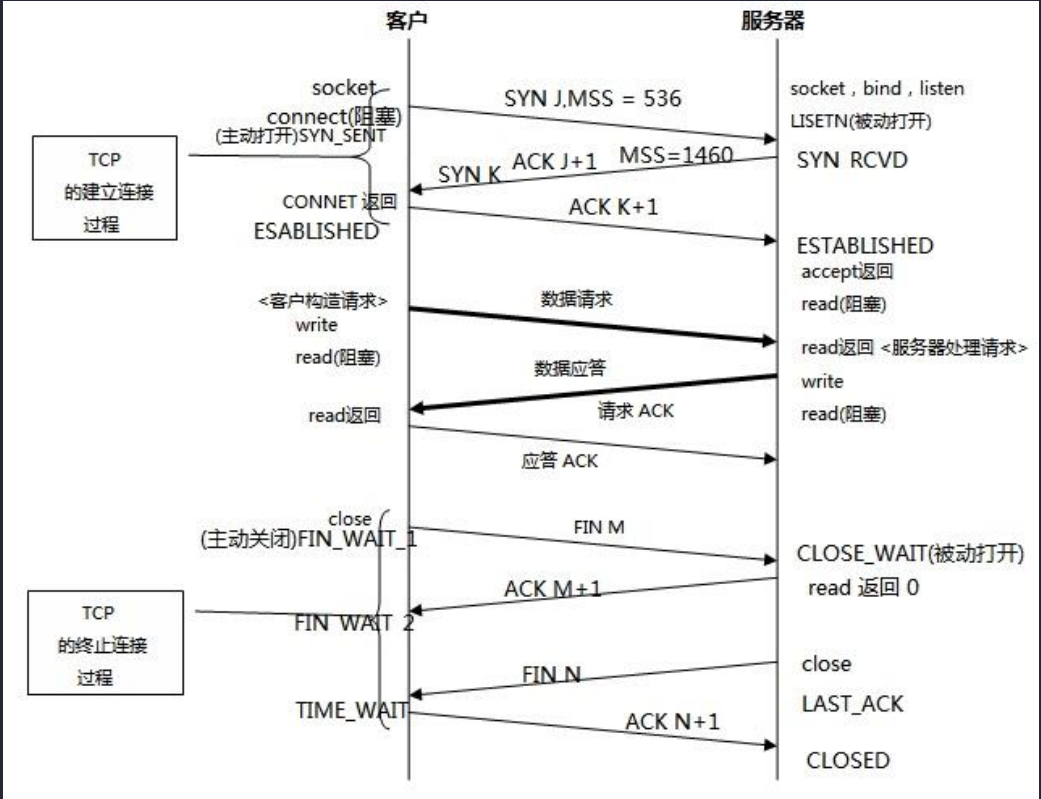 客户
服务器
socket
connect(阻塞)
(主动打开)SYN_SENT
SYN J,MSS = 536
socket , bind , listen
LISETN(被动打开)
TCP
的建立连接
过程
SYN K
ACK J+1
MSS=1460
SYN RCVD
CONNET 返回
ESABLISHED
ACK K+1
ESTABLISHED
accept返回
<客户构造请求>
write
read(阻塞)
数据请求
read(阻塞)
read返回 <服务器处理请求>
数据应答
write
read返回
请求 ACK
read(阻塞)
应答 ACK
close
(主动关闭)FIN_WAIT_1
FIN M
CLOSE_WAIT(被动打开)
ACK M+1
read 返回 0
TCP
的终止连接
过程
FIN_WAIT_2
FIN N
close
LAST_ACK
TIME_WAIT
ACK N+1
CLOSED